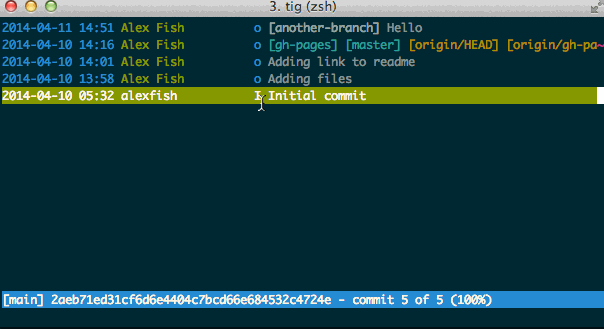 3. tig (zsh)
2014-04-11 14:51 Alex Fish o [another-branch] Hello
2014-04-10 14:16 Alex Fish o [gh-pages] [master] [origin/HEAD] [origin/gh-pa~
2014-04-10 14:01 Alex Fish o Adding link to readme
2014-04-10 13:58 Alex Fish o Adding files
2014-04-10 05:32 alexfish I Initial commit
[main] 2aeb71ed31cf6d6e4404c7bcd66e684532c4724e - commit 5 of 5 (100%)